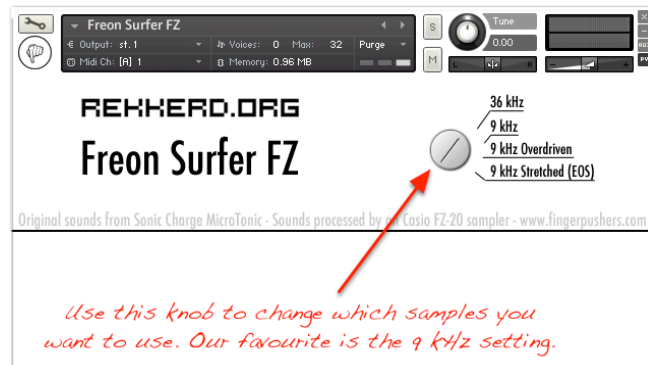 Freon Surfer FZ
Output: st.1 Voices: 0 Max: 32 Purge
Midi Ch: [A] 1 Memory: 0.96 MB
S
M
Tune
0.00
L R
- +
X
AUX
PV
REKKERD.ORG
Freon Surfer FZ
36 kHz
9 kHz
9 kHz Overdriven
9 kHz Stretched (EOS)
Original sounds from Sonic Charge MicroTonic - Sounds processed by an Casio FZ-20 sampler - www.fingerpushers.com
Use this knob to change which samples you
want to use. Our favourite is the 9 kHz setting.